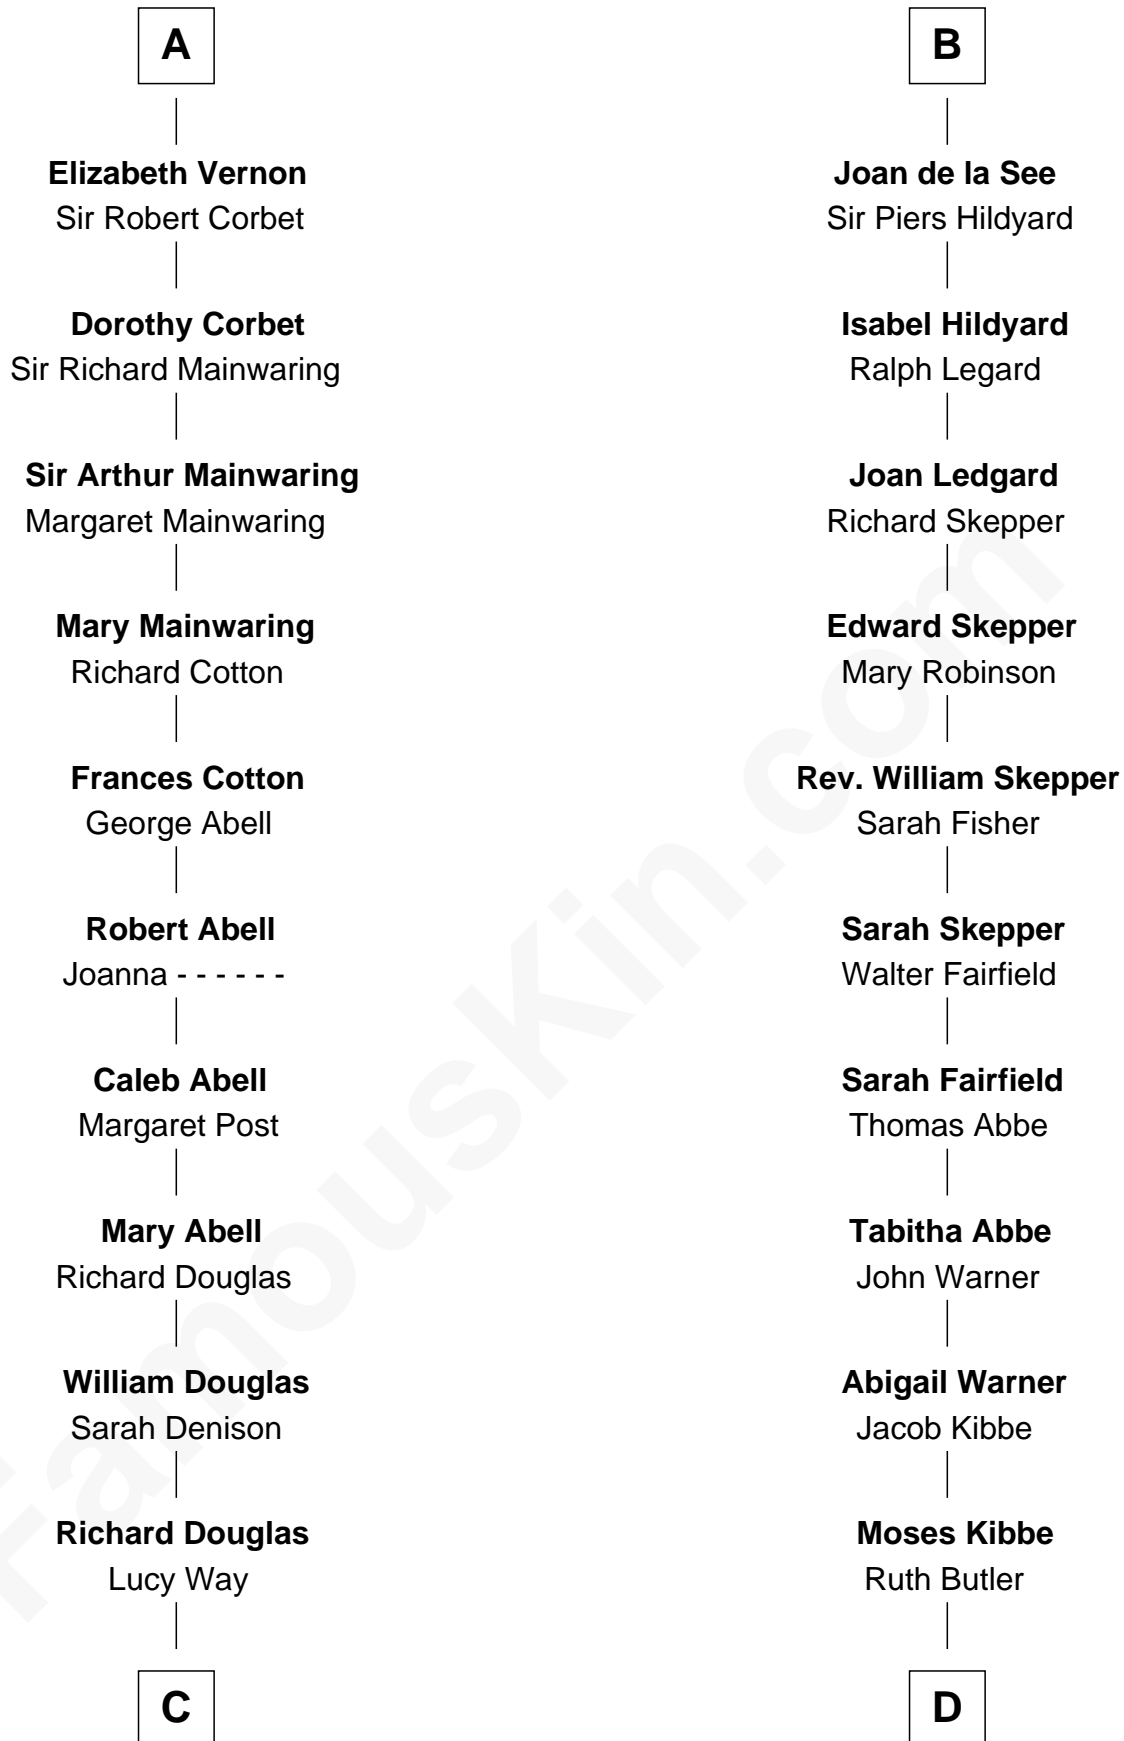 A
Elizabeth Vernon
Sir Robert Corbet
Dorothy Corbet
Sir Richard Mainwaring
Sir Arthur Mainwaring
Margaret Mainwaring
Mary Mainwaring
Richard Cotton
Frances Cotton
George Abell
Robert Abell
Joanna - - - - - -
Caleb Abell
Margaret Post
Mary Abell
Richard Douglas
William Douglas
Sarah Denison
Richard Douglas
Lucy Way
C
B
Joan de la See
Sir Piers Hildyard
Isabel Hildyard
Ralph Legard
Joan Ledgard
Richard Skepper
Edward Skepper
Mary Robinson
Rev. William Skepper
Sarah Fisher
Sarah Skepper
Walter Fairfield
Sarah Fairfield
Thomas Abbe
Tabitha Abbe
John Warner
Abigail Warner
Jacob Kibbe
Moses Kibbe
Ruth Butler
D
FamousKin.com